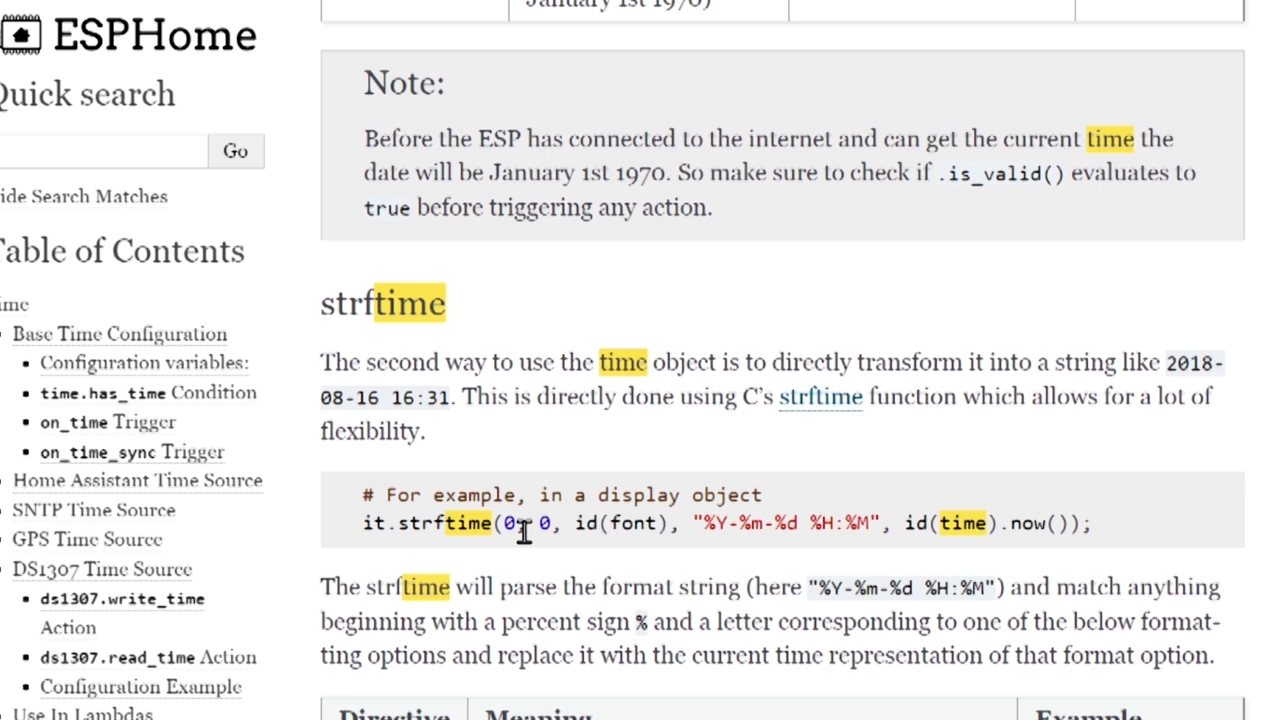 January 1st 1970)
ESPHome
Quick search
Go
ide Search Matches
Table of Contents
ime
Base Time Configuration
Configuration variables:
time.has_time Condition
on_time Trigger
on_time_sync Trigger
Home Assistant Time Source
SNTP Time Source
GPS Time Source
DS1307 Time Source
ds1307.write_time
Action
ds1307.read_time Action
Configuration Example
Use In Lambdas
Note:
Before the ESP has connected to the internet and can get the current time the
date will be January 1st 1970. So make sure to check if .is_valid() evaluates to
true before triggering any action.
strftime
The second way to use the time object is to directly transform it into a string like 2018-
08-16 16:31. This is directly done using C's strftime function which allows for a lot of
flexibility.
# For example, in a display object
it.strftime(0, 0, id(font), "%Y-%m-%d %H:%M", id(time).now());
The strftime will parse the format string (here "%Y-%m-%d %H:%M") and match anything
beginning with a percent sign % and a letter corresponding to one of the below format-
ting options and replace it with the current time representation of that format option.
Directive Meaning Example